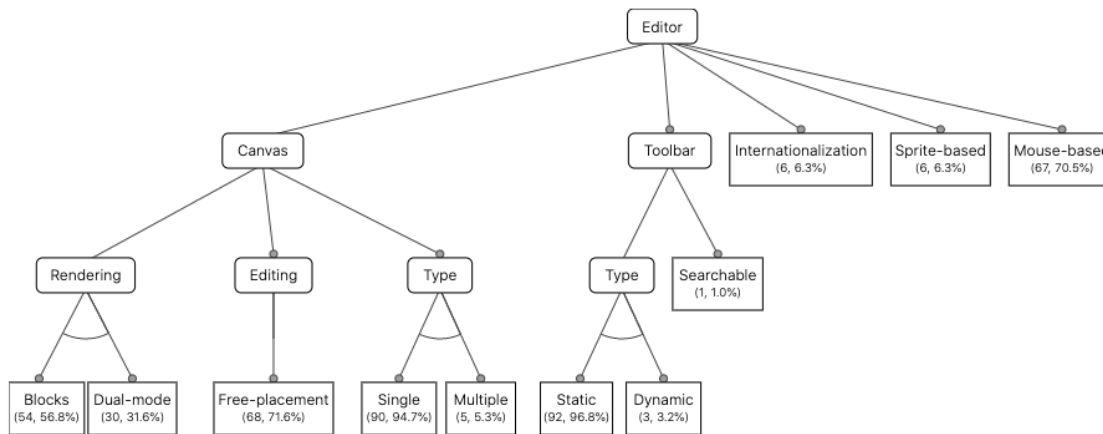 Editor
Canvas
Toolbar
Internationalization
(6, 6.3%)
Sprite-based
(6, 6.3%)
Mouse-based
(67, 70.5%)
Rendering
Editing
Type
Type
Searchable
(1, 1.0%)
Blocks
(54, 56.8%)
Dual-mode
(30, 31.6%)
Free-placement
(68, 71.6%)
Single
(90, 94.7%)
Multiple
(5, 5.3%)
Static
(92, 96.8%)
Dynamic
(3, 3.2%)